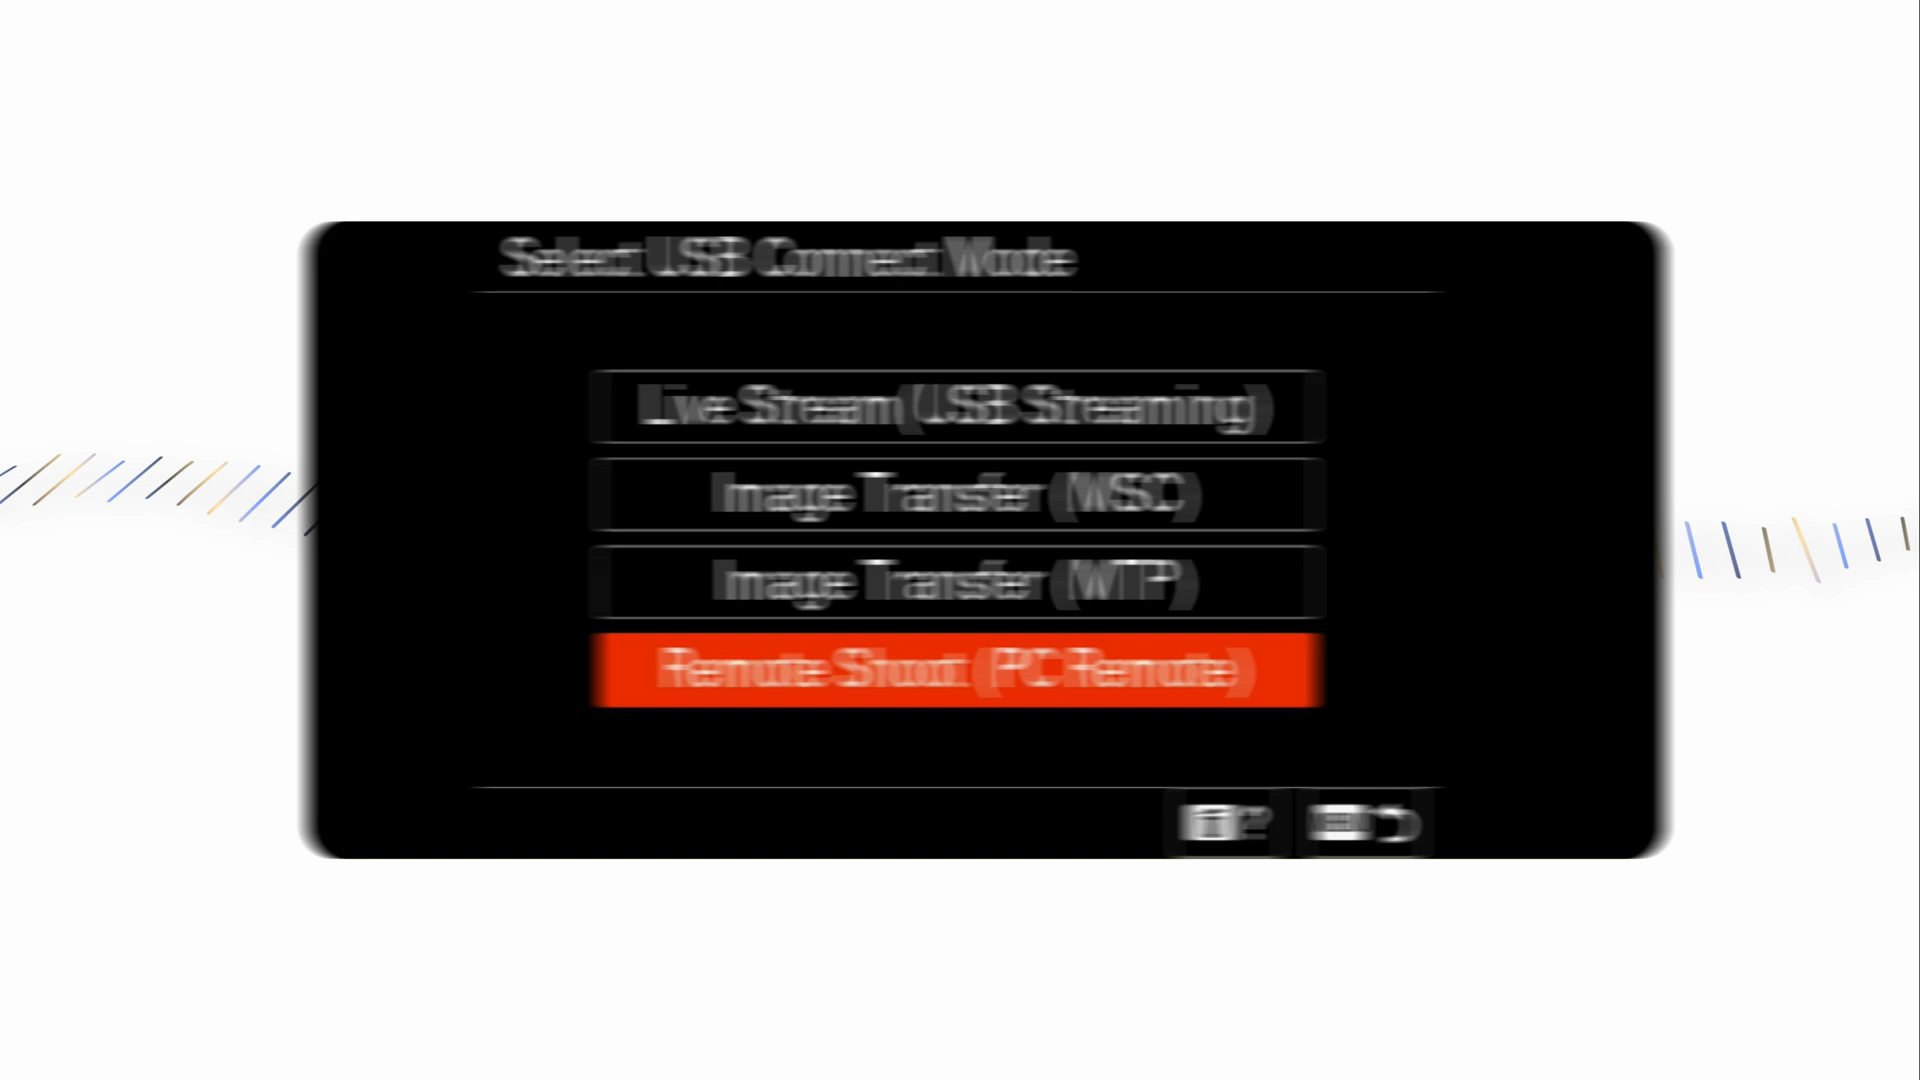 Select USB Connect Mode
Live Stream (USB Streaming)
Image Transfer (MSC)
Image Transfer (MTP)
Remote Shoot (PC Remote)
?